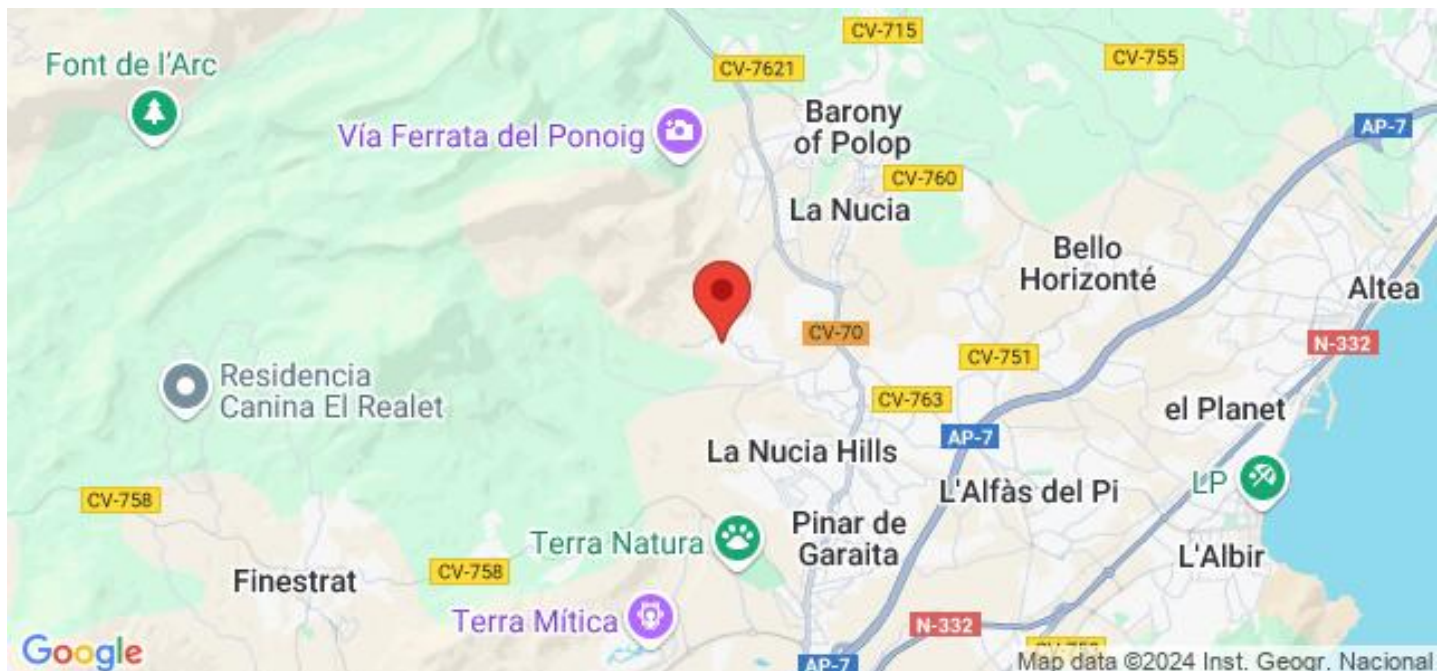 CV-715
CV-755
Font de l'Arc
CV-7621
Barony
of Polop
AP-7
Vía Ferrata del Ponoig
CV-760
La Nucia
Bello
Horizonté
Altea
CV-70
N-332
CV-751
Residencia
Canina El Realet
CV-763
el Planet
AP-7
La Nucia Hills
LP
L'Alfàs del Pi
CV-758
Pinar de
Garaita
Terra Natura
L'Albir
CV-758
Finestrat
Terra Mítica
N-332
Google
AP-7
Map data ©2024 Inst. Geogr. Nacional